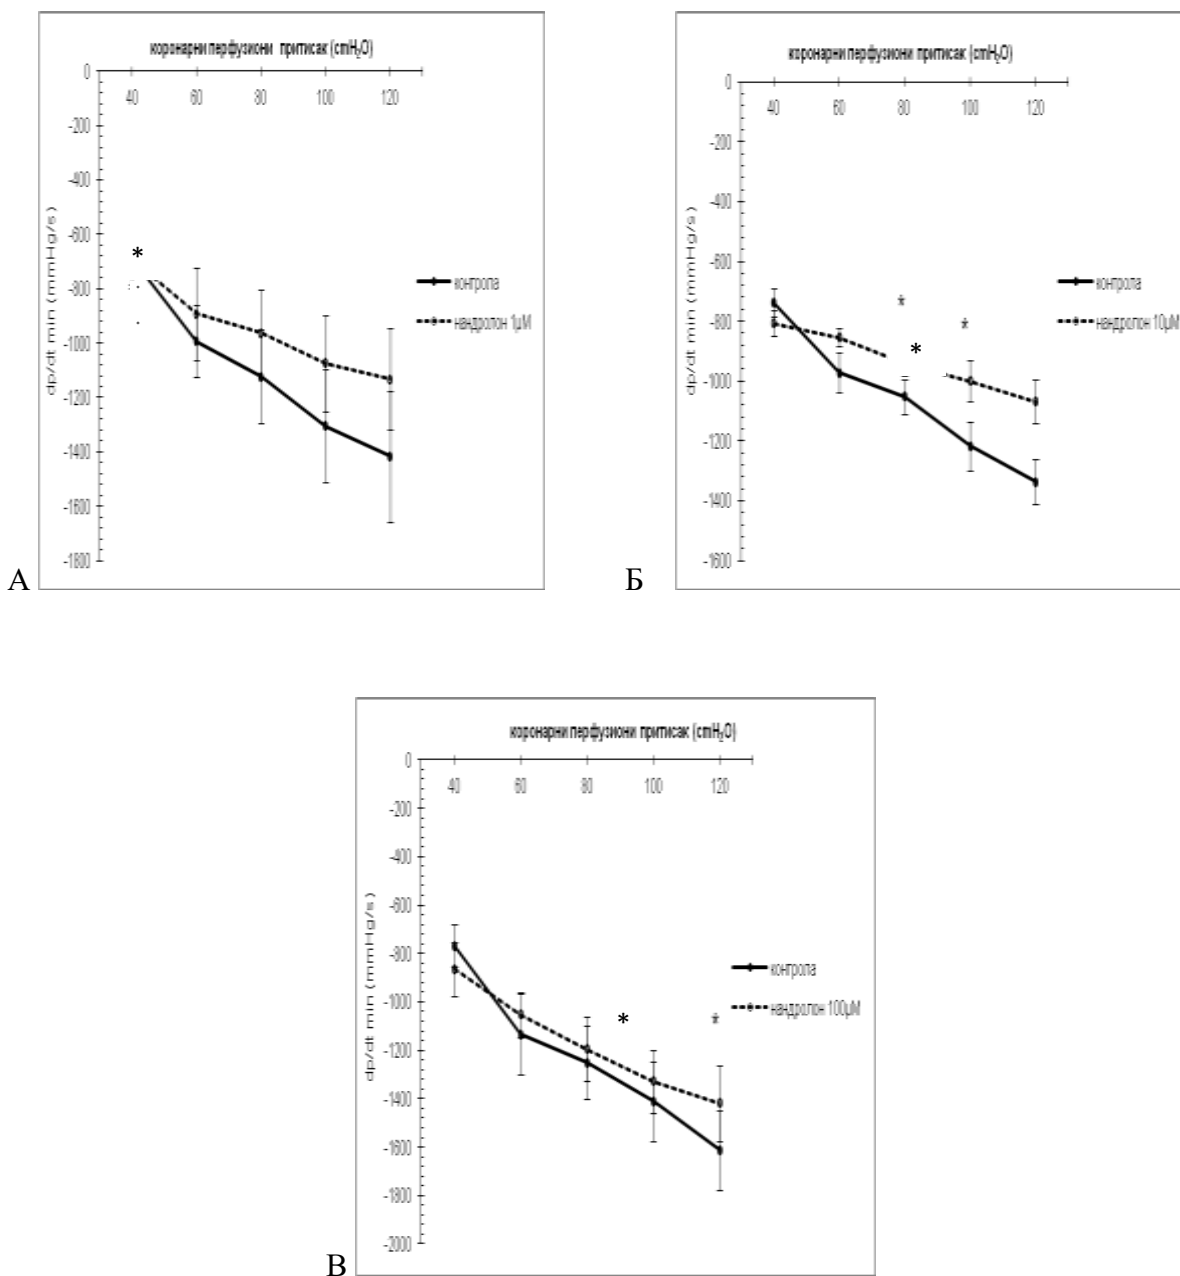 коронарни перфузиони притисак (cmH₂O)
0
40 60 80 100 120
-200
-400
-600
*
-800
-1000
-1200
-1400
-1600
-1800
dp/dt min (mmHg/s)
контрола
нандролон 1μM
А
коронарни перфузиони притисак (cmH₂O)
0
40 60 80 100 120
-200
-400
-600
* *
-800
*
-1000
-1200
-1400
-1600
dp/dt min (mmHg/s)
контрола
нандролон 10μM
Б
коронарни перфузиони притисак (cmH₂O)
0
40 60 80 100 120
-200
-400
-600
-800
-1000
* *
-1200
-1400
-1600
-1800
-2000
dp/dt min (mmHg/s)
контрола
нандролон 100μM
В